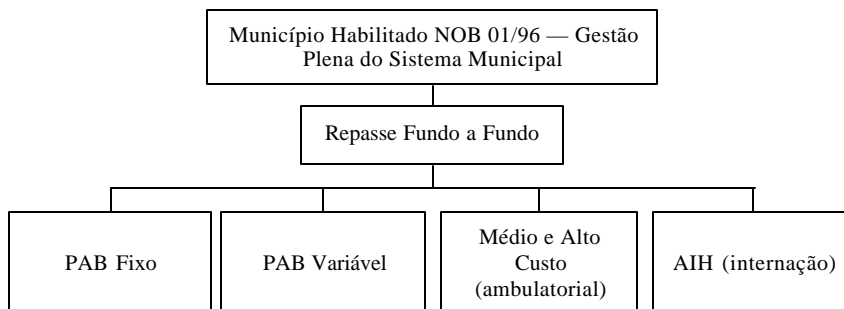 Município Habilitado NOB 01/96 — Gestão
Plena do Sistema Municipal
Repasse Fundo a Fundo
PAB Fixo
PAB Variável
Médio e Alto
Custo
(ambulatorial)
AIH (internação)